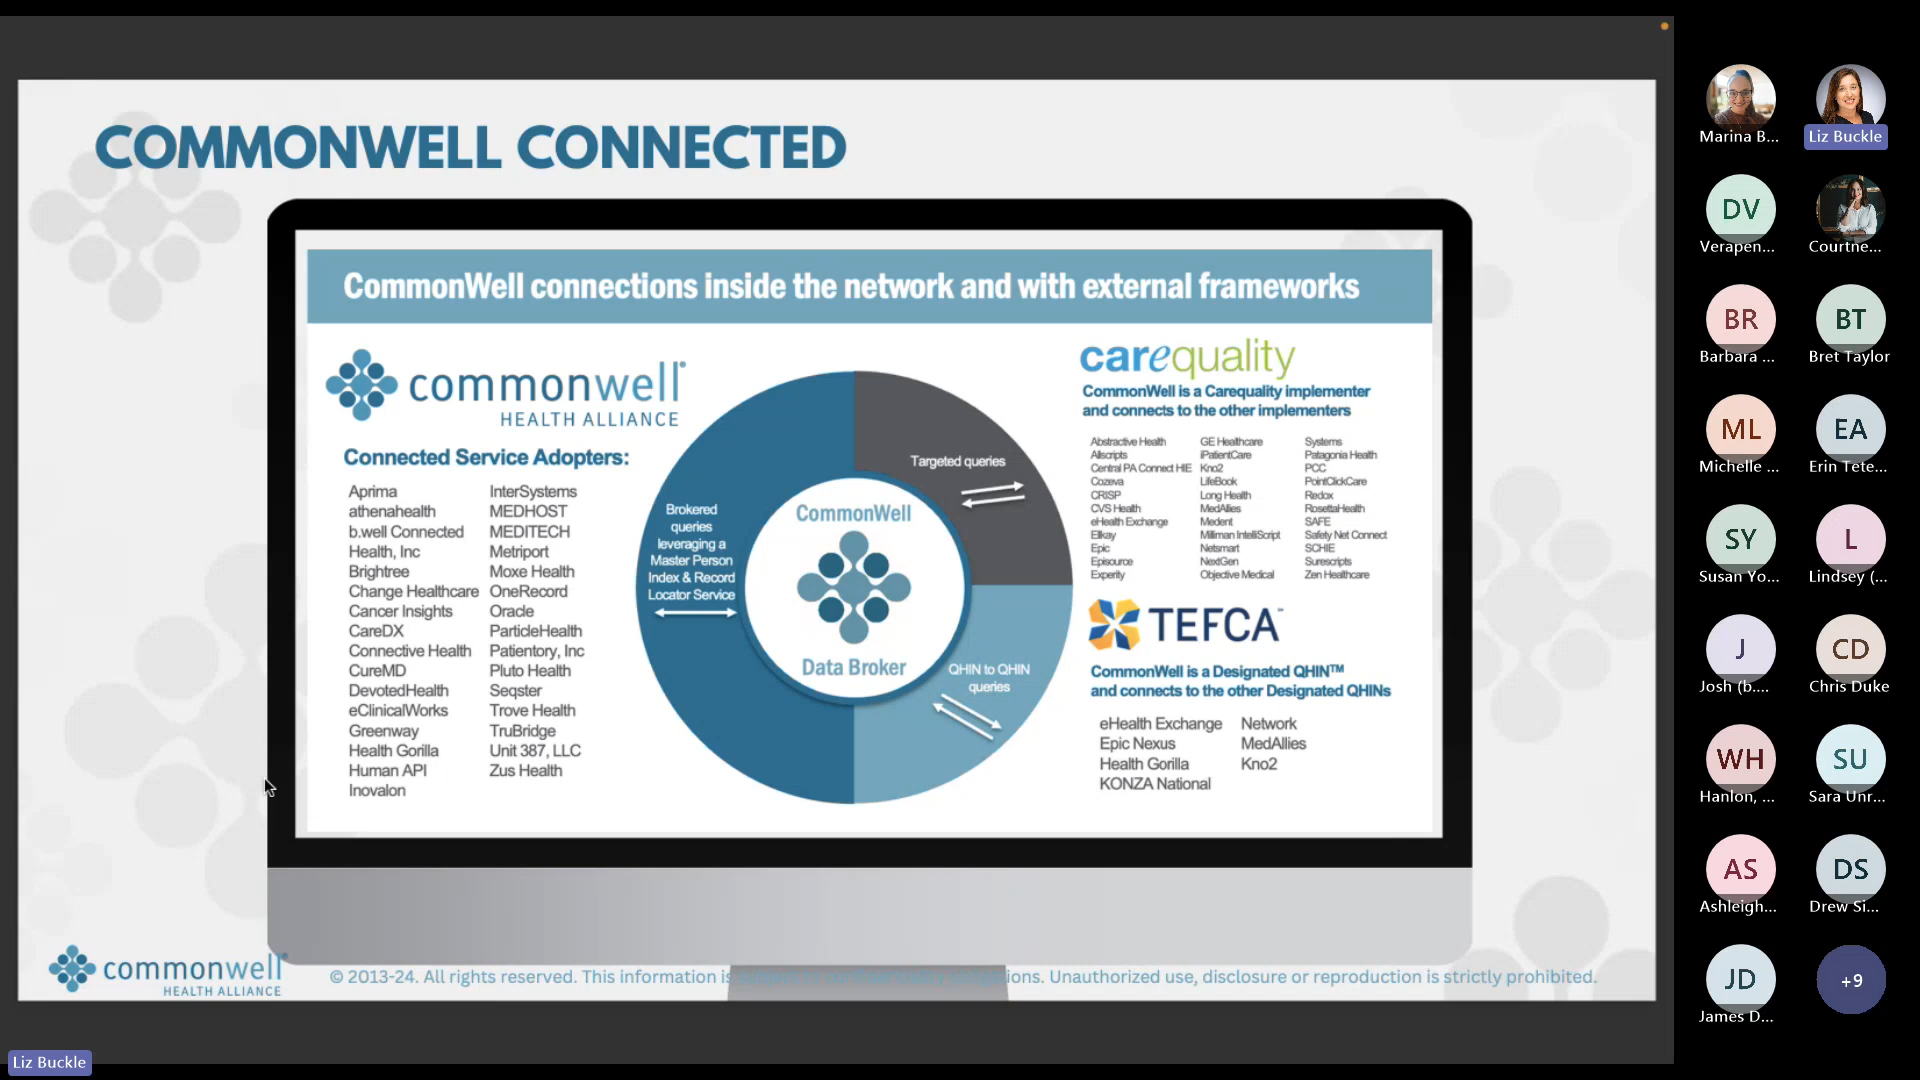 COMMONWELL CONNECTED
CommonWell connections inside the network and with external frameworks
commonwell
HEALTH ALLIANCE
Connected Service Adopters:
Aprima
athenahealth
b.well Connected
Health, Inc
Brightree
Change Healthcare
Cancer Insights
CareDX
Connective Health
CureMD
DevotedHealth
eClinicalWorks
Greenway
Health Gorilla
Human API
Inovalon
InterSystems
MEDHOST
MEDITECH
Metriport
Moxe Health
OneRecord
Oracle
ParticleHealth
Patientory, Inc
Pluto Health
Seqster
Trove Health
TruBridge
Unit 387, LLC
Zus Health
Brokered
queries
leveraging a
Master Person
Index & Record
Locator Service
CommonWell
Data Broker
Targeted queries
QHIN to QHIN
queries
carequality
CommonWell is a Carequality implementer
and connects to the other implementers
Abstractive Health
Allscripts
Central PA Connect HIE
Cozeva
CRISP
CVS Health
eHealth Exchange
Ellkay
Epic
Episource
Experity
GE Healthcare
iPatientCare
Kno2
LifeBook
Long Health
MedAllies
Medent
Milliman IntelliScript
Netsmart
NextGen
Objective Medical
Systems
Patagonia Health
PCC
PointClickCare
Redox
RosettaHealth
SAFE
Safety Net Connect
SCHIE
Surescripts
Zen Healthcare
TEFCA™
CommonWell is a Designated QHIN™
and connects to the other Designated QHINs
eHealth Exchange
Epic Nexus
Health Gorilla
KONZA National
Network
MedAllies
Kno2
commonwell
HEALTH ALLIANCE
© 2013-24. All rights reserved. This information is ions. Unauthorized use, disclosure or reproduction is strictly prohibited.
Liz Buckle
Marina B...
Liz Buckle
DV
Verapen...
Courtne...
BR
Barbara ...
BT
Bret Taylor
ML
Michelle ...
EA
Erin Tete...
SY
Susan Yo...
L
Lindsey (...
J
Josh (b....
CD
Chris Duke
WH
Hanlon, ...
SU
Sara Unr...
AS
Ashleigh...
DS
Drew Si...
JD
James D...
+9